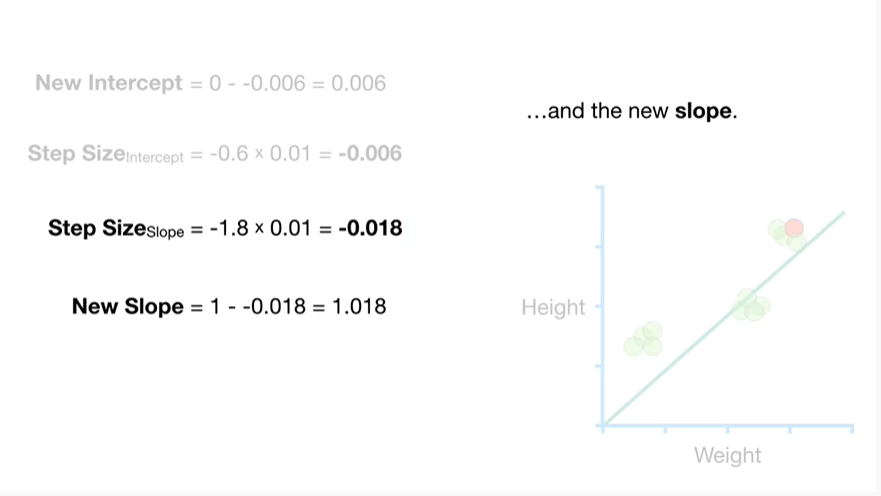 New Intercept = 0 - -0.006 = 0.006
…and the new slope.
Step SizeIntercept = -0.6 × 0.01 = -0.006
Step SizeSlope = -1.8 × 0.01 = -0.018
New Slope = 1 - -0.018 = 1.018
Height
Weight